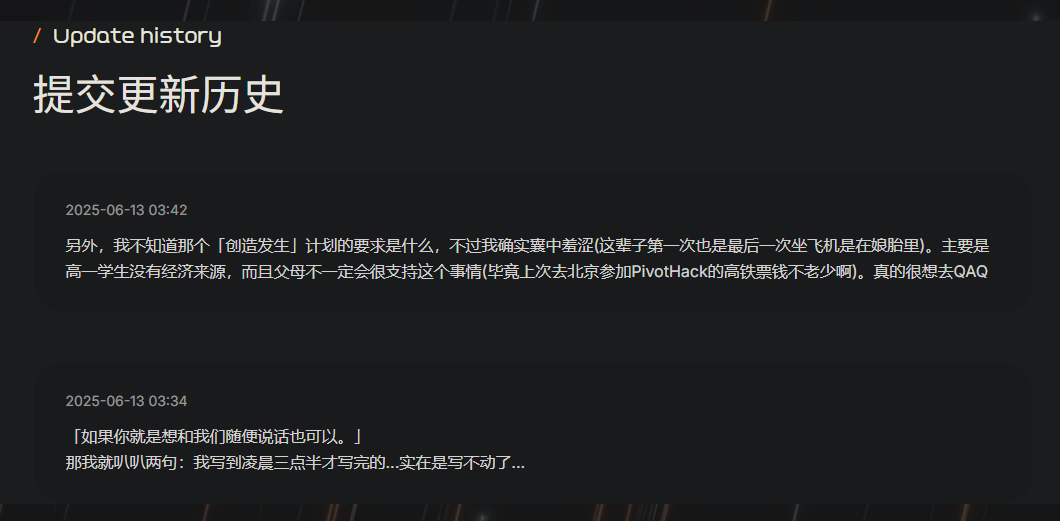 / Update history
提交更新历史
2025-06-13 03:42
另外，我不知道那个「创造发生」计划的要求是什么，不过我确实囊中羞涩(这辈子第一次也是最后一次坐飞机是在娘胎里)。主要是
高一学生没有经济来源，而且父母不一定会很支持这个事情(毕竟上次去北京参加PivotHack的高铁票钱不老少啊)。真的很想去QAQ
2025-06-13 03:34
「如果你就是想和我们随便说话也可以。」
那我就叭叭两句：我写到凌晨三点半才写完的...实在是写不动了...